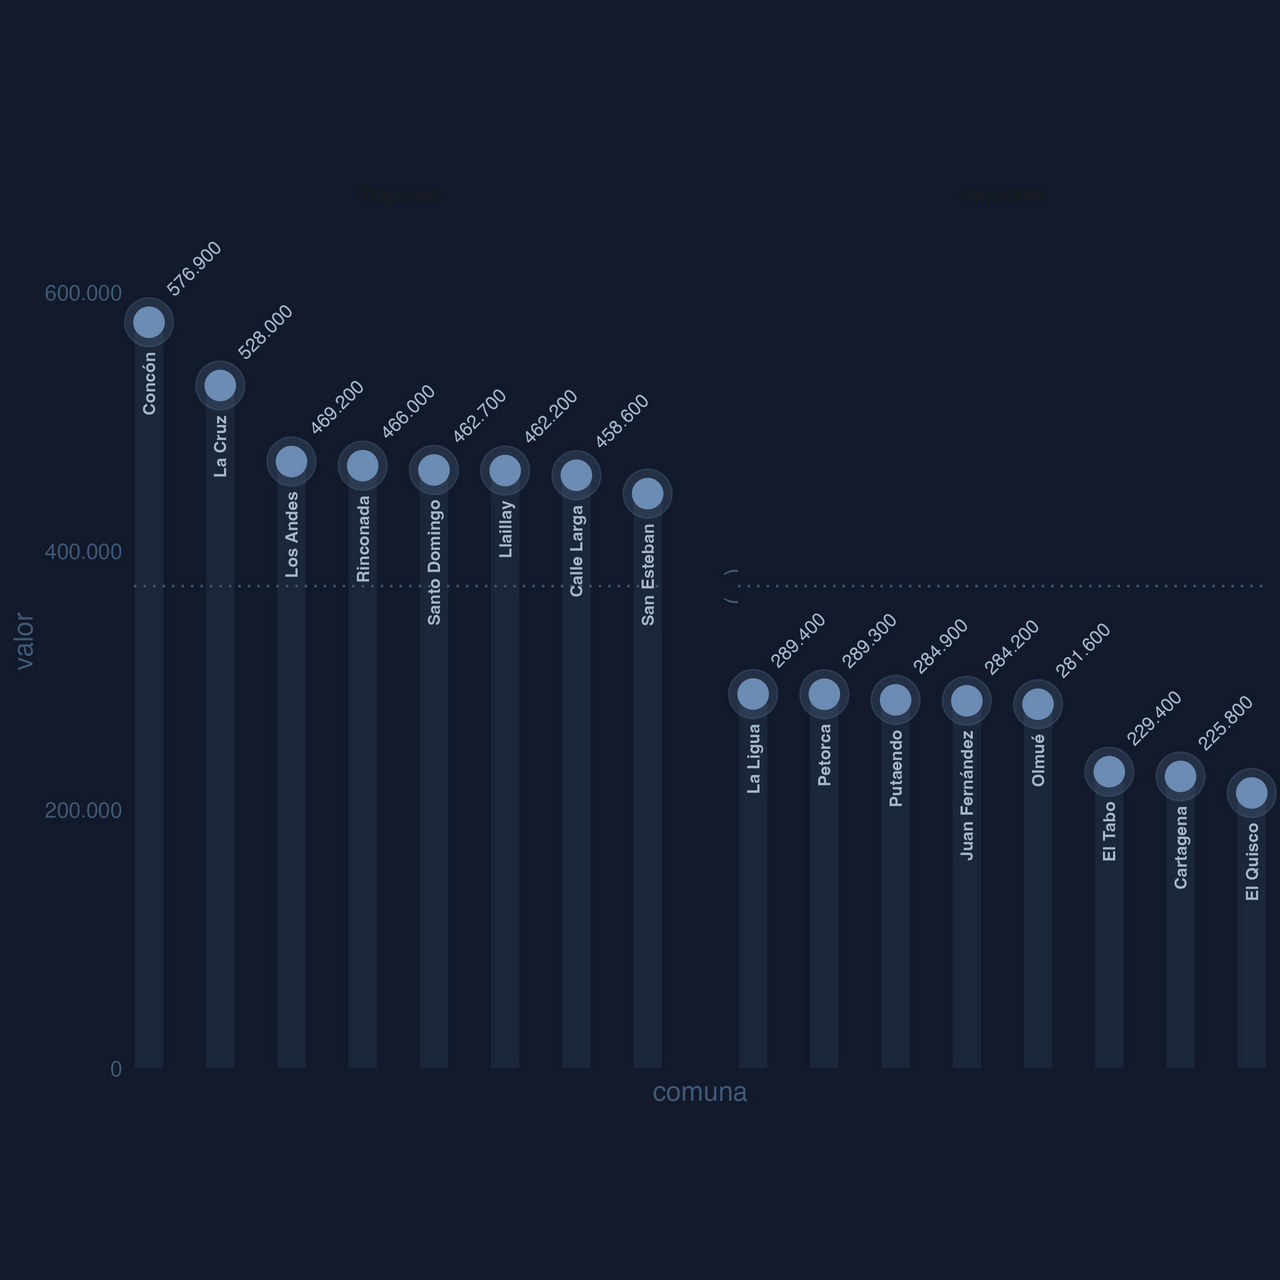 576.900
528.000
469.200
466.000
462.700
462.200
458.600
289.400
289.300
284.900
284.200
281.600
229.400
225.800
600.000
400.000
200.000
0
Concón
La Cruz
Los Andes
Rinconada
Santo Domingo
Llaillay
Calle Larga
San Esteban
La Ligua
Petorca
Putaendo
Juan Fernández
Olmué
El Tabo
Cartagena
El Quisco
valor
comuna